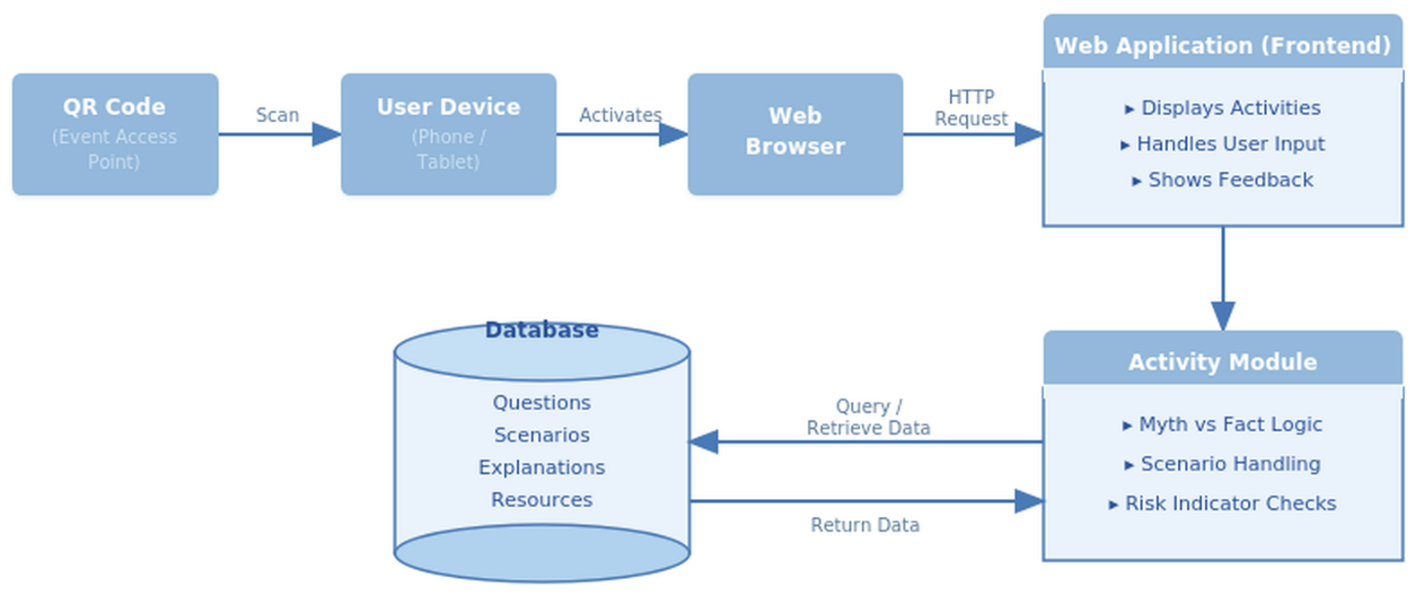 QR Code
(Event Access
Point)
Scan
User Device
(Phone /
Tablet)
Activates
Web
Browser
HTTP
Request
Web Application (Frontend)
▸ Displays Activities
▸ Handles User Input
▸ Shows Feedback
Database
Questions
Scenarios
Explanations
Resources
Query /
Retrieve Data
Return Data
Activity Module
▸ Myth vs Fact Logic
▸ Scenario Handling
▸ Risk Indicator Checks